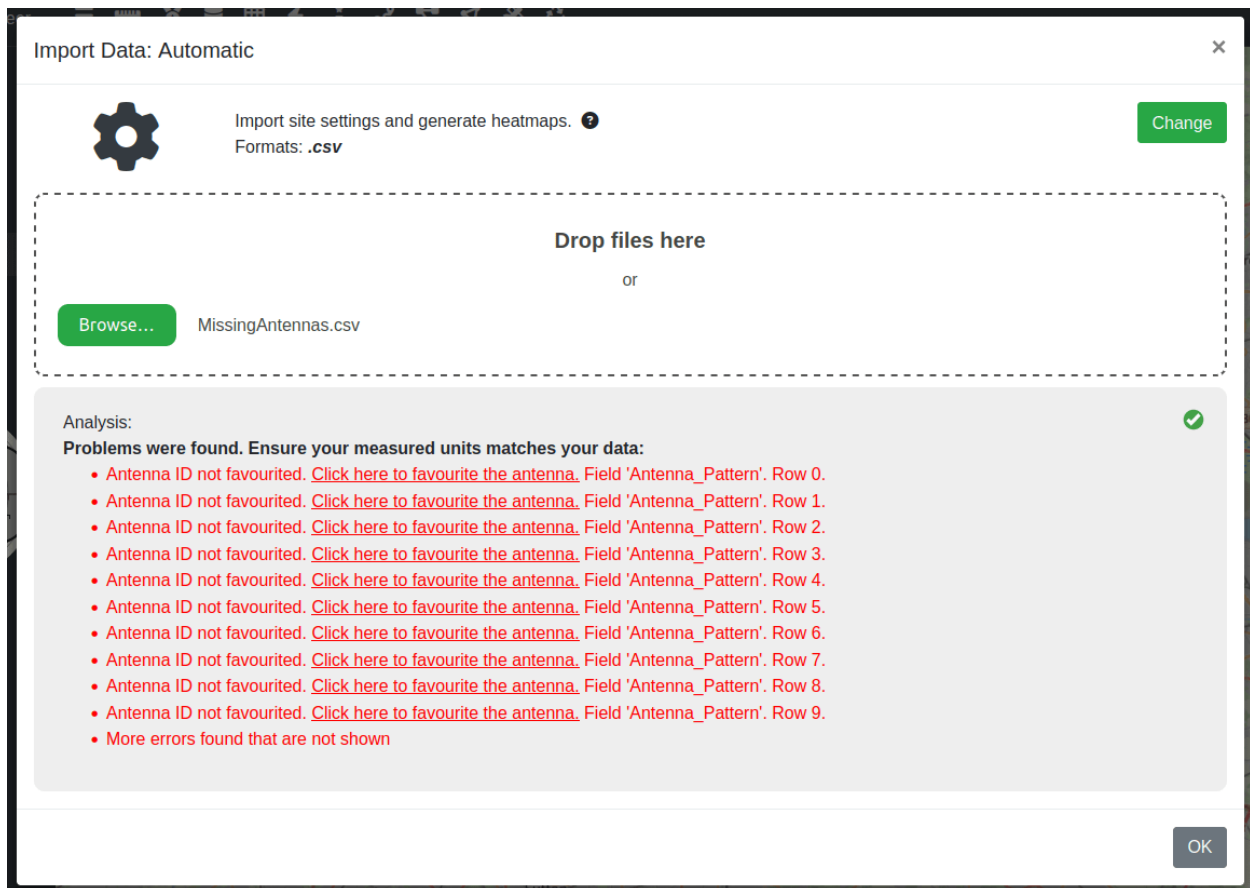 Import Data: Automatic
×
Import site settings and generate heatmaps. ?
Formats: .csv
Change
Drop files here
or
Browse...
MissingAntennas.csv
Analysis:
Problems were found. Ensure your measured units matches your data:
• Antenna ID not favourited. Click here to favourite the antenna. Field 'Antenna_Pattern'. Row 0.
• Antenna ID not favourited. Click here to favourite the antenna. Field 'Antenna_Pattern'. Row 1.
• Antenna ID not favourited. Click here to favourite the antenna. Field 'Antenna_Pattern'. Row 2.
• Antenna ID not favourited. Click here to favourite the antenna. Field 'Antenna_Pattern'. Row 3.
• Antenna ID not favourited. Click here to favourite the antenna. Field 'Antenna_Pattern'. Row 4.
• Antenna ID not favourited. Click here to favourite the antenna. Field 'Antenna_Pattern'. Row 5.
• Antenna ID not favourited. Click here to favourite the antenna. Field 'Antenna_Pattern'. Row 6.
• Antenna ID not favourited. Click here to favourite the antenna. Field 'Antenna_Pattern'. Row 7.
• Antenna ID not favourited. Click here to favourite the antenna. Field 'Antenna_Pattern'. Row 8.
• Antenna ID not favourited. Click here to favourite the antenna. Field 'Antenna_Pattern'. Row 9.
• More errors found that are not shown
OK